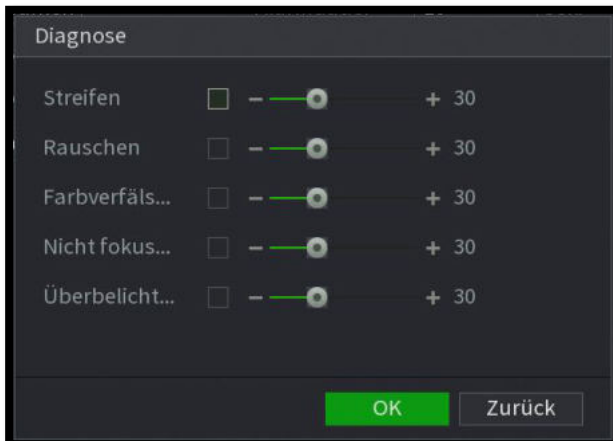 Diagnose
Streifen - + 30
Rauschen - + 30
Farbverfäls... - + 30
Nicht fokus... - + 30
Überbelicht... - + 30
OK Zurück